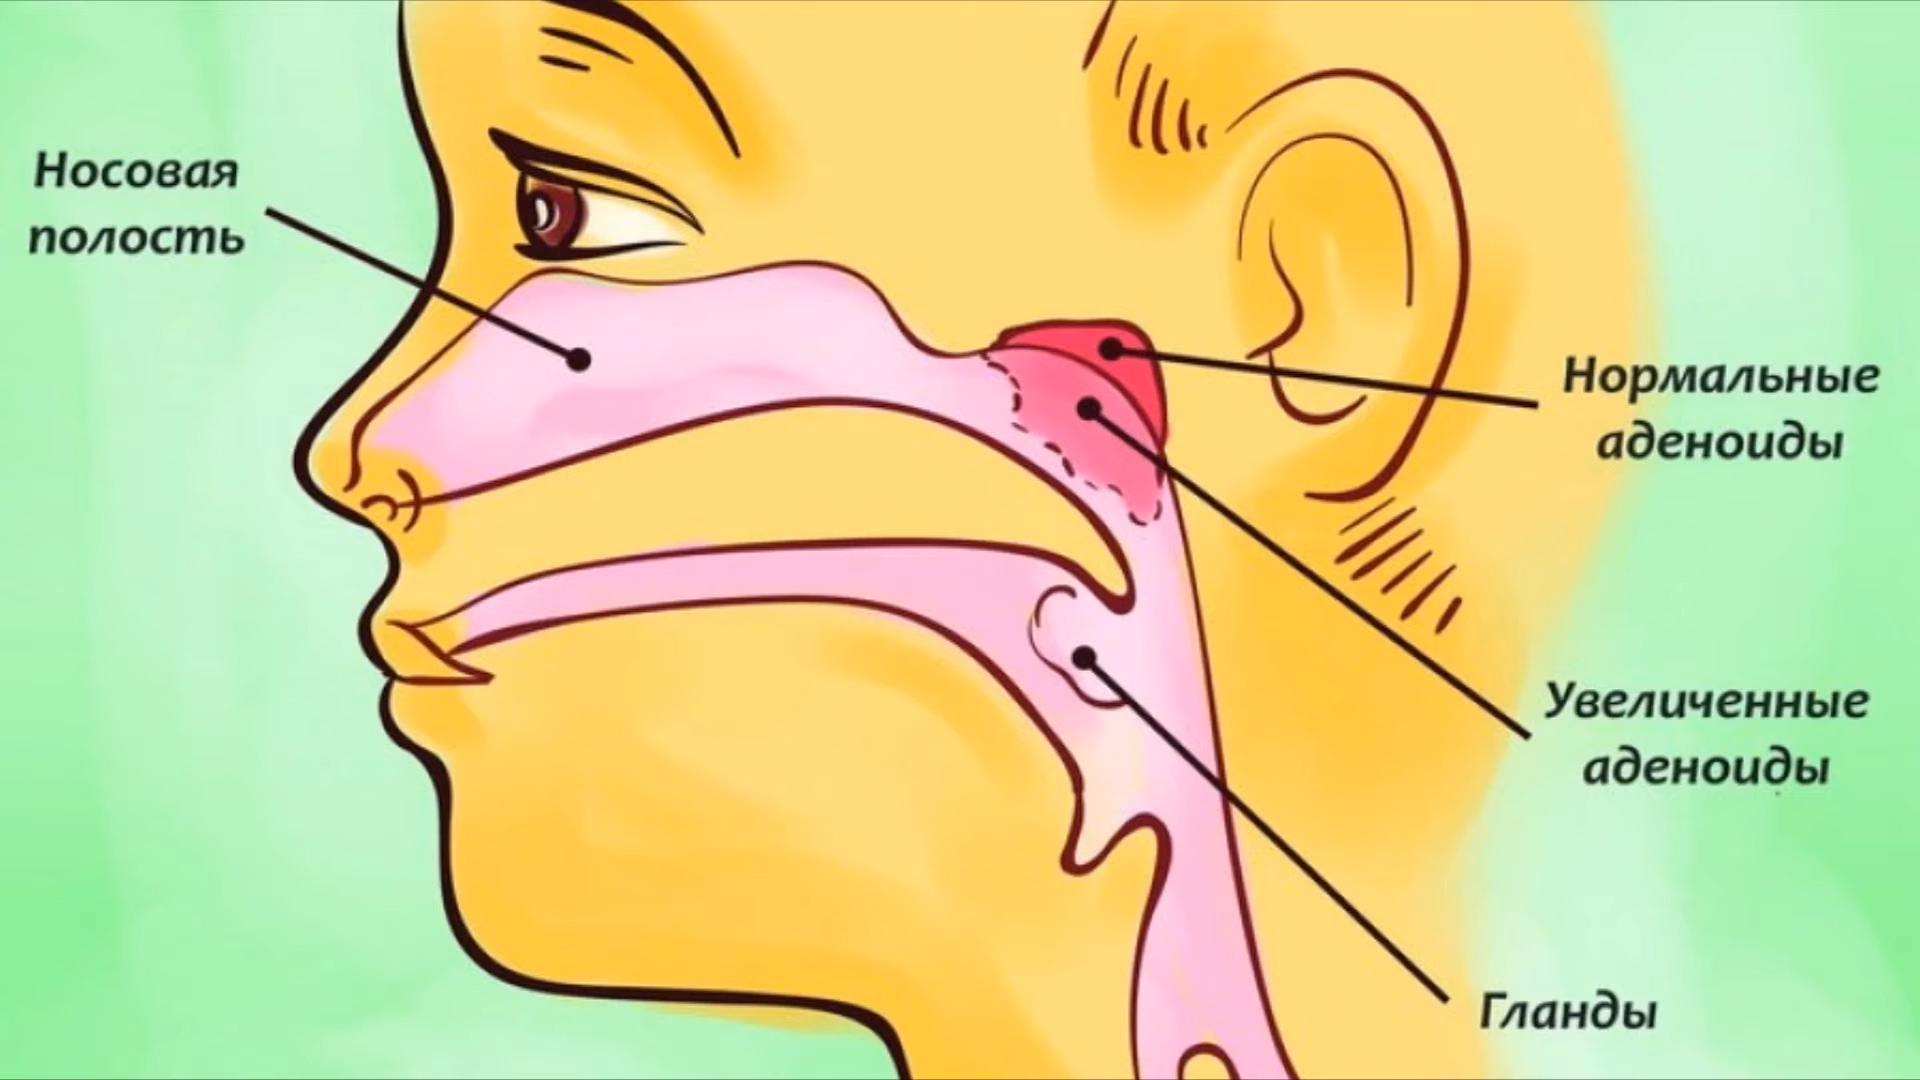 Носовая
полость
Нормальные
аденоиды
Увеличенные
аденоиды
Гланды